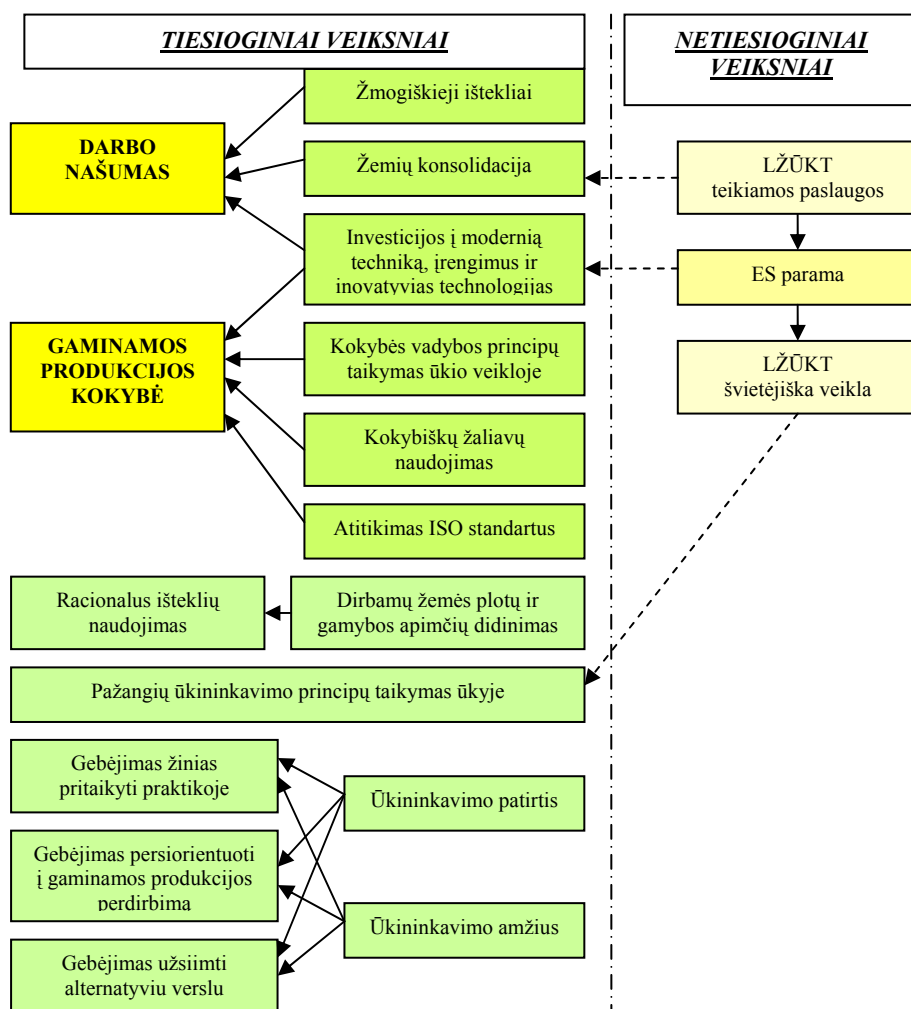 TIESIOGINIAI VEIKSNIAI
NETIESIOGINIAI
VEIKSNIAI
Žmogiškieji ištekliai
DARBO
NAŠUMAS
Žemių konsolidacija
LŽŪKT
teikiamos paslaugos
Investicijos į modernią
techniką, įrengimus ir
inovatyvias technologijas
ES parama
GAMINAMOS
PRODUKCIJOS
KOKYBĖ
Kokybės vadybos principų
taikymas ūkio veikloje
LŽŪKT
švietėjiška veikla
Kokybiškų žaliavų
naudojimas
Atitikimas ISO standartus
Racionalus išteklių
naudojimas
Dirbamų žemės plotų ir
gamybos apimčių didinimas
Pažangių ūkininkavimo principų taikymas ūkyje
Gebėjimas žinias
pritaikyti praktikoje
Ūkininkavimo patirtis
Gebėjimas persiorientuoti
į gaminamos produkcijos
perdirbima
Ūkininkavimo amžius
Gebėjimas užsiimti
alternatyviu verslu